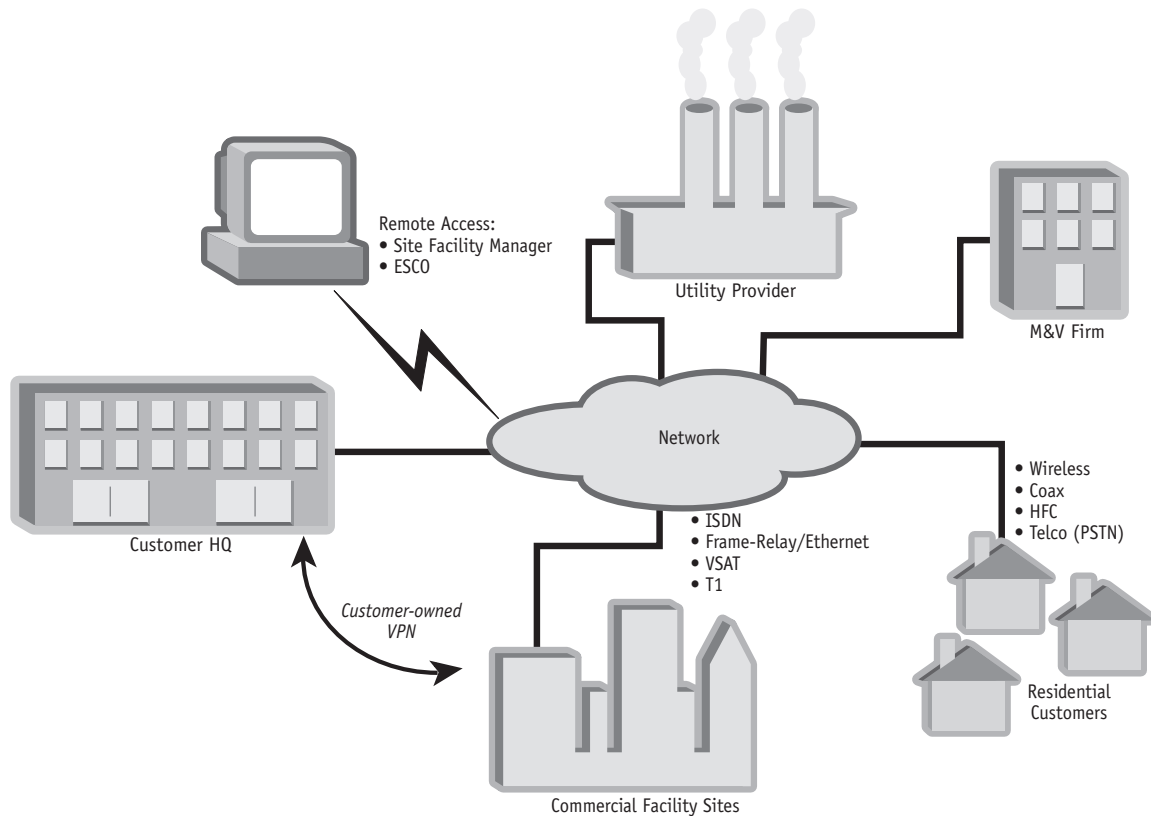 Remote Access:
• Site Facility Manager
• ESCO
Utility Provider
M&V Firm
Network
Customer HQ
• Wireless
• Coax
• HFC
• Telco (PSTN)
• ISDN
• Frame-Relay/Ethernet
• VSAT
• T1
Customer-owned
VPN
Residential
Customers
Commercial Facility Sites